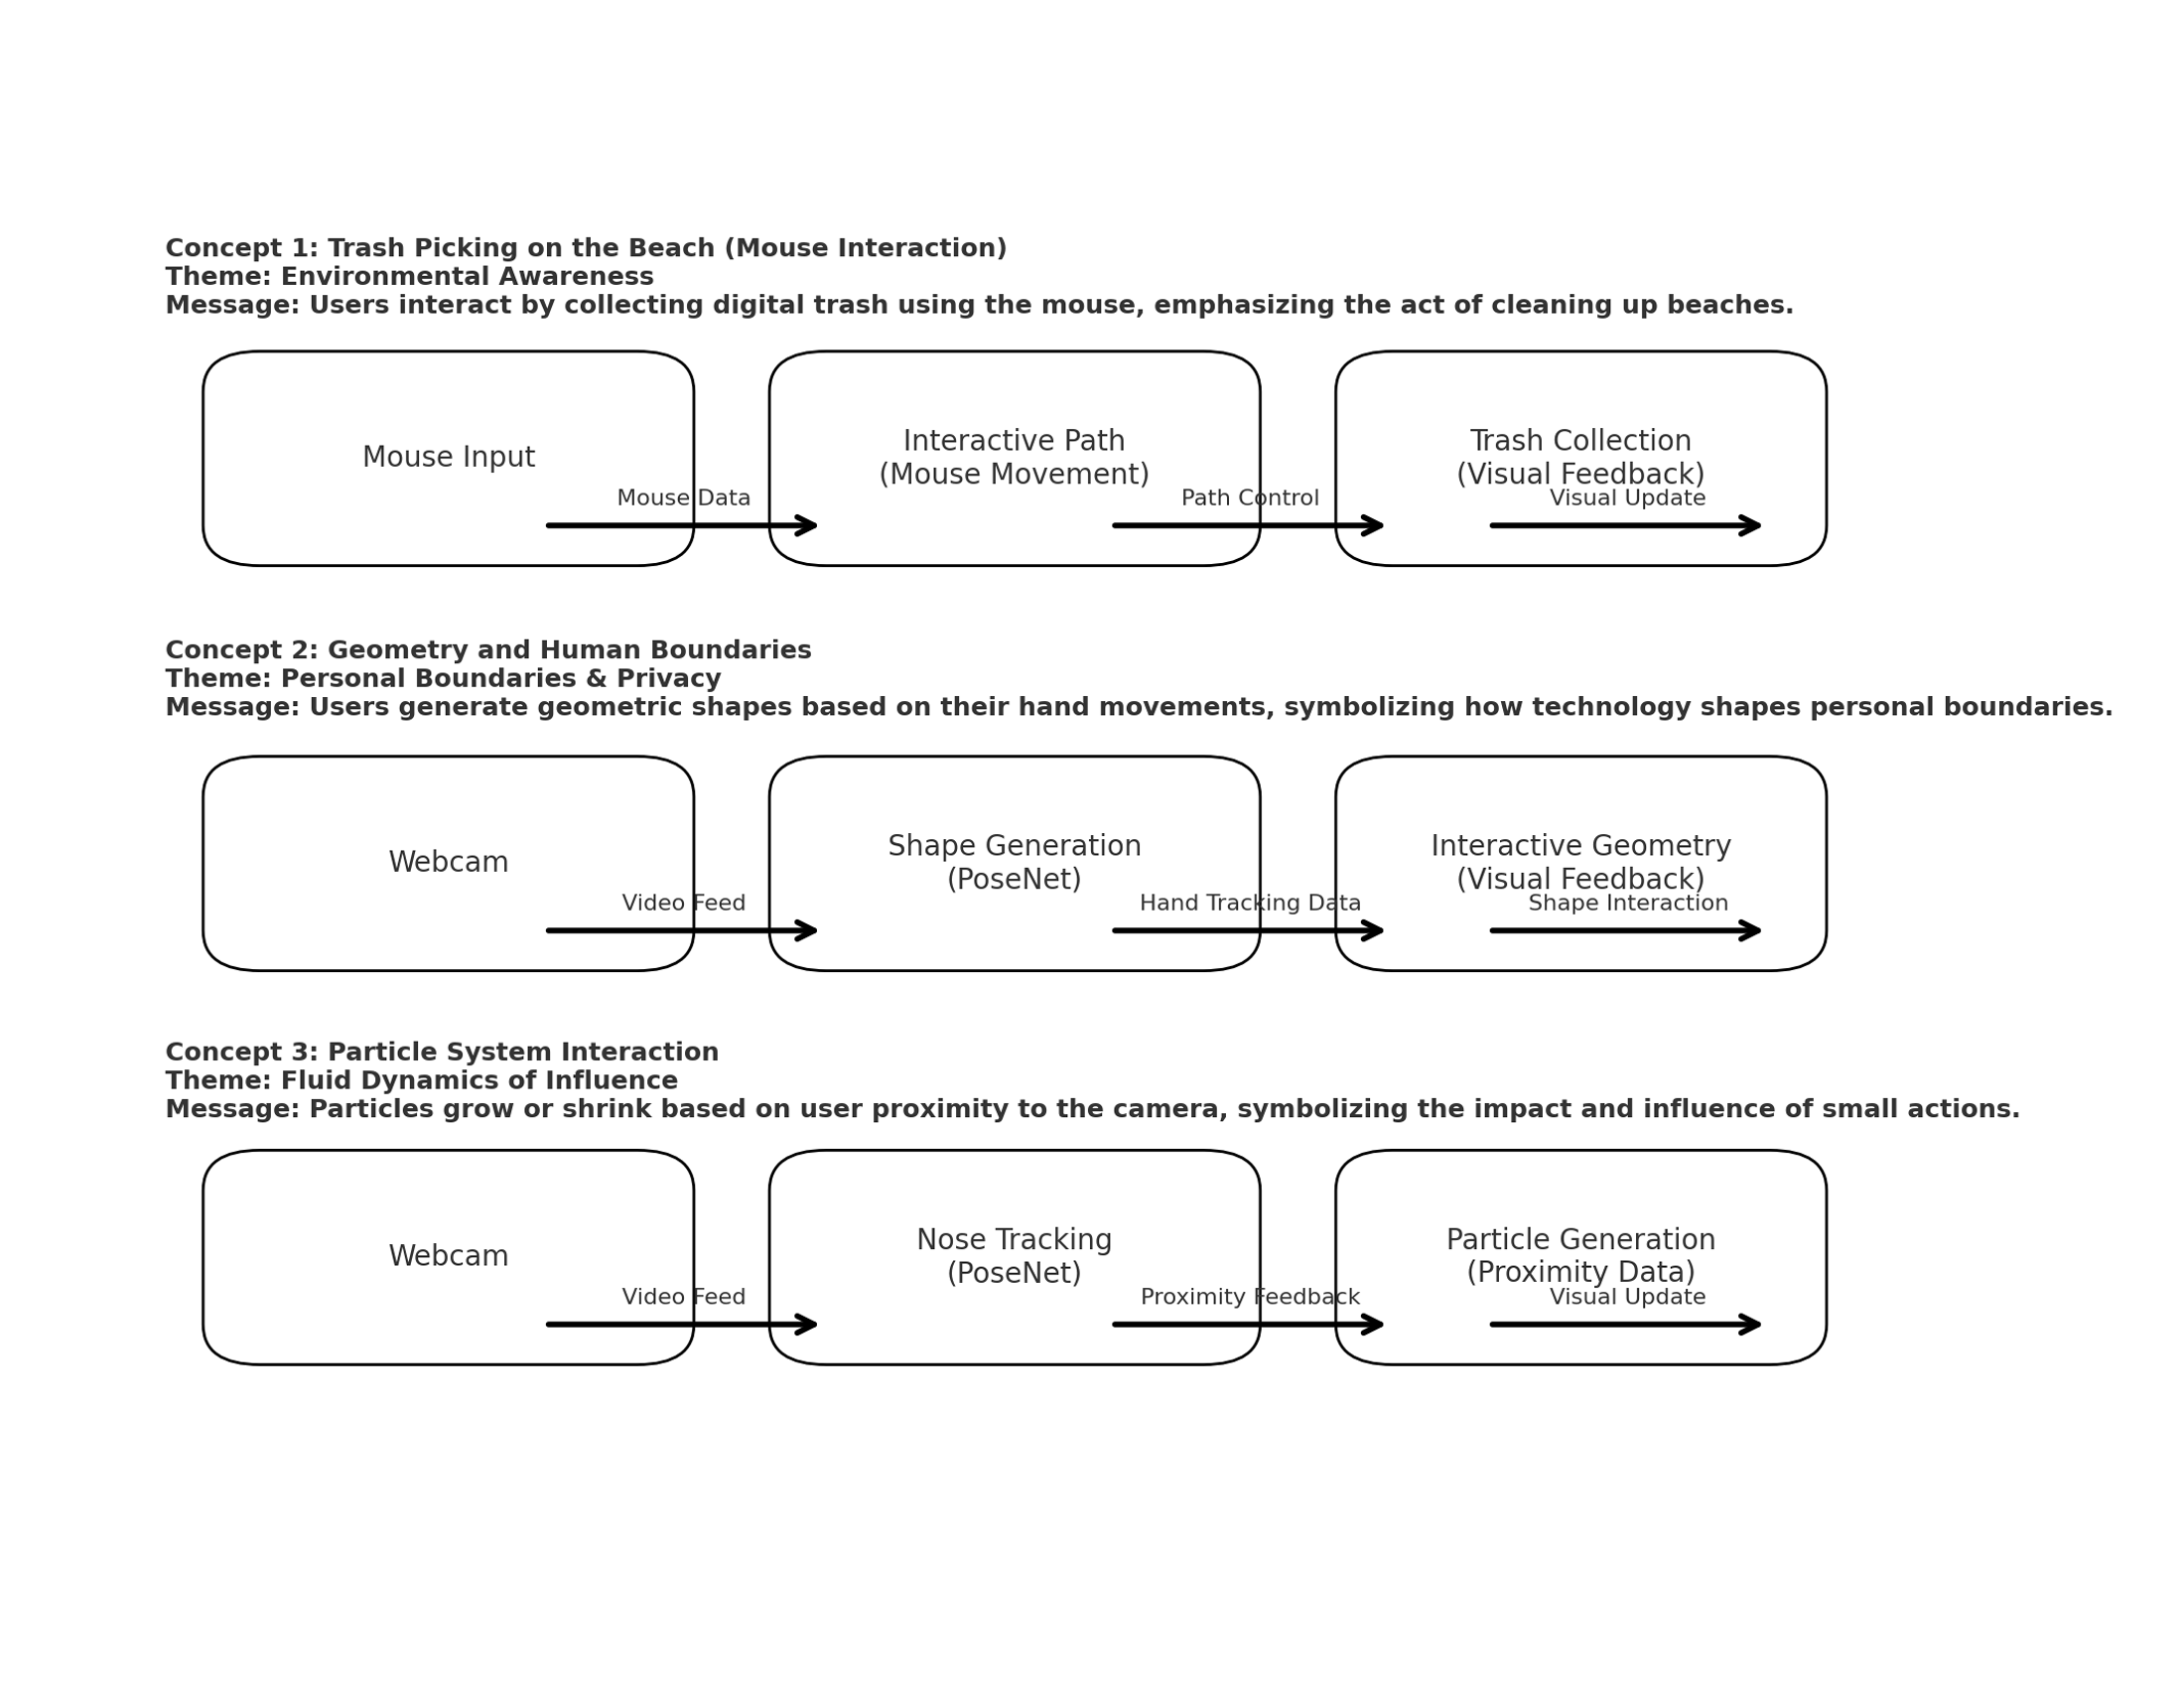 Concept 1: Trash Picking on the Beach (Mouse Interaction)
Theme: Environmental Awareness
Message: Users interact by collecting digital trash using the mouse, emphasizing the act of cleaning up beaches.
Mouse Input
Mouse Data
Interactive Path
(Mouse Movement)
Path Control
Trash Collection
(Visual Feedback)
Visual Update
Concept 2: Geometry and Human Boundaries
Theme: Personal Boundaries & Privacy
Message: Users generate geometric shapes based on their hand movements, symbolizing how technology shapes personal boundaries.
Webcam
Video Feed
Shape Generation
(PoseNet)
Hand Tracking Data
Interactive Geometry
(Visual Feedback)
Shape Interaction
Concept 3: Particle System Interaction
Theme: Fluid Dynamics of Influence
Message: Particles grow or shrink based on user proximity to the camera, symbolizing the impact and influence of small actions.
Webcam
Video Feed
Nose Tracking
(PoseNet)
Proximity Feedback
Particle Generation
(Proximity Data)
Visual Update